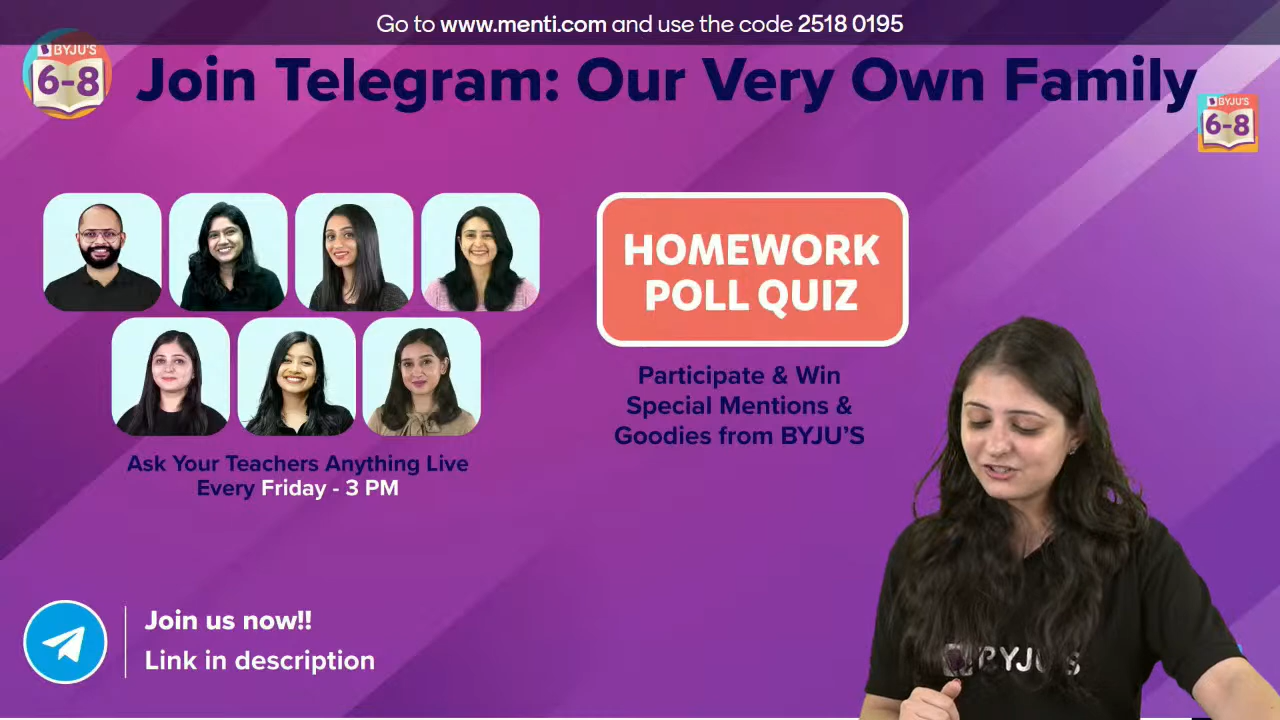 Go to www.menti.com and use the code 2518 0195
BYJU'S
6-8
Join Telegram: Our Very Own Family
BYJU'S
6-8
HOMEWORK
POLL QUIZ
Participate & Win
Special Mentions &
Goodies from BYJU'S
Ask Your Teachers Anything Live
Every Friday - 3 PM
Join us now!!
Link in description
BYJU'S